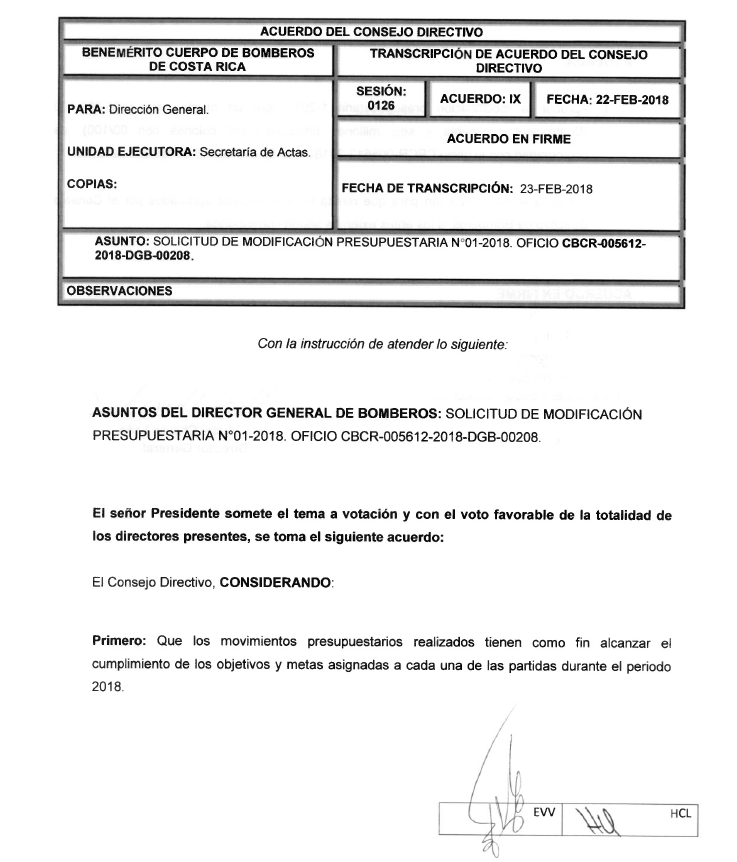 ACUERDO DEL CONSEJO DIRECTIVO
BENEMÉRITO CUERPO DE BOMBEROS
DE COSTA RICA
TRANSCRIPCIÓN DE ACUERDO DEL CONSEJO
DIRECTIVO
PARA: Dirección General.
UNIDAD EJECUTORA: Secretaría de Actas.
COPIAS:
SESIÓN:
0126
ACUERDO: IX
FECHA: 22-FEB-2018
ACUERDO EN FIRME
FECHA DE TRANSCRIPCIÓN: 23-FEB-2018
ASUNTO: SOLICITUD DE MODIFICACIÓN PRESUPUESTARIA N°01-2018. OFICIO CBCR-005612-
2018-DGB-00208.
OBSERVACIONES
Con la instrucción de atender lo siguiente:
ASUNTOS DEL DIRECTOR GENERAL DE BOMBEROS: SOLICITUD DE MODIFICACIÓN
PRESUPUESTARIA N°01-2018. OFICIO CBCR-005612-2018-DGB-00208.
El señor Presidente somete el tema a votación y con el voto favorable de la totalidad de
los directores presentes, se toma el siguiente acuerdo:
El Consejo Directivo, CONSIDERANDO:
Primero: Que los movimientos presupuestarios realizados tienen como fin alcanzar el
cumplimiento de los objetivos y metas asignadas a cada una de las partidas durante el periodo
2018.
EVV
HCL